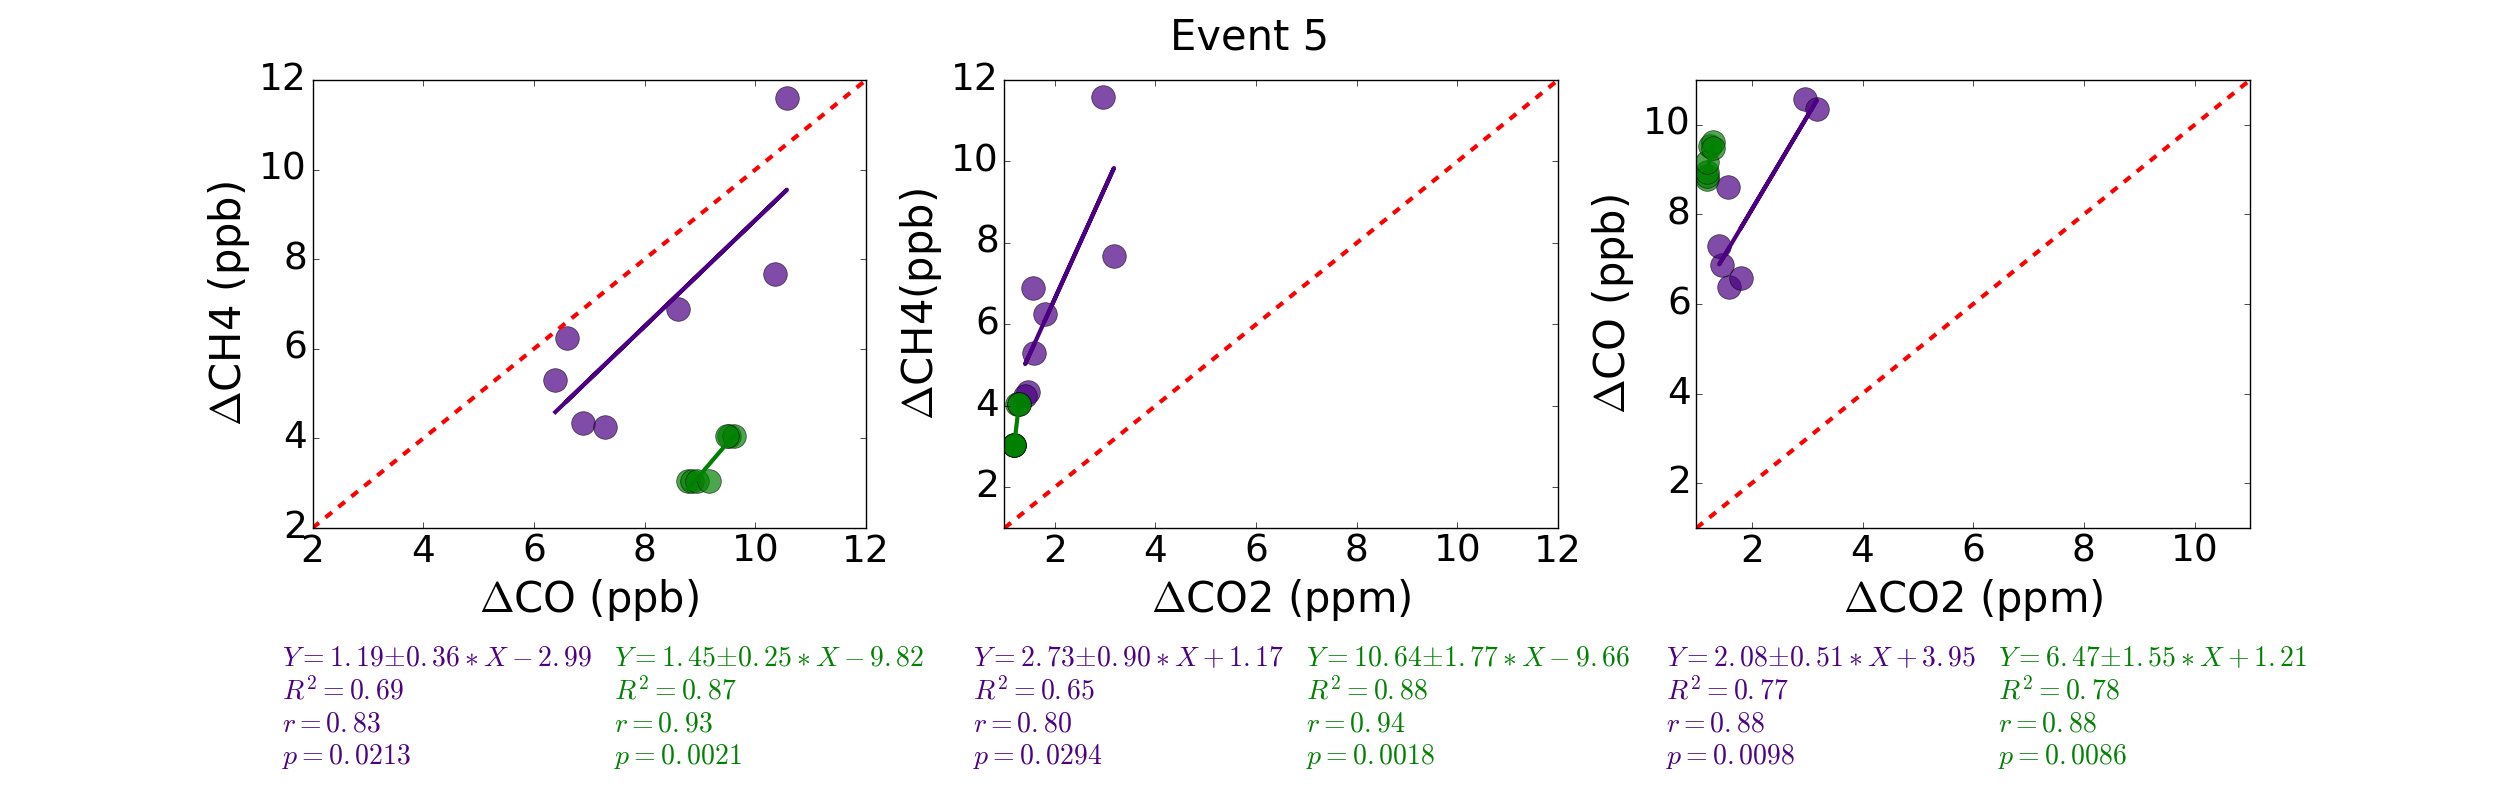 Event 5
12
10
8
6
4
2
2 4 6 8 10 12
ΔCH4 (ppb)
ΔCO (ppb)
12
10
8
6
4
2
2 4 6 8 10 12
ΔCH4(ppb)
ΔCO2 (ppm)
10
8
6
4
2
2 4 6 8 10
ΔCO (ppb)
ΔCO2 (ppm)
Y=1.19±0.36∗X−2.99
R²=0.69
r=0.83
p=0.0213
Y=1.45±0.25∗X−9.82
R²=0.87
r=0.93
p=0.0021
Y=2.73±0.90∗X+1.17
R²=0.65
r=0.80
p=0.0294
Y=10.64±1.77∗X−9.66
R²=0.88
r=0.94
p=0.0018
Y=2.08±0.51∗X+3.95
R²=0.77
r=0.88
p=0.0098
Y=6.47±1.55∗X+1.21
R²=0.78
r=0.88
p=0.0086